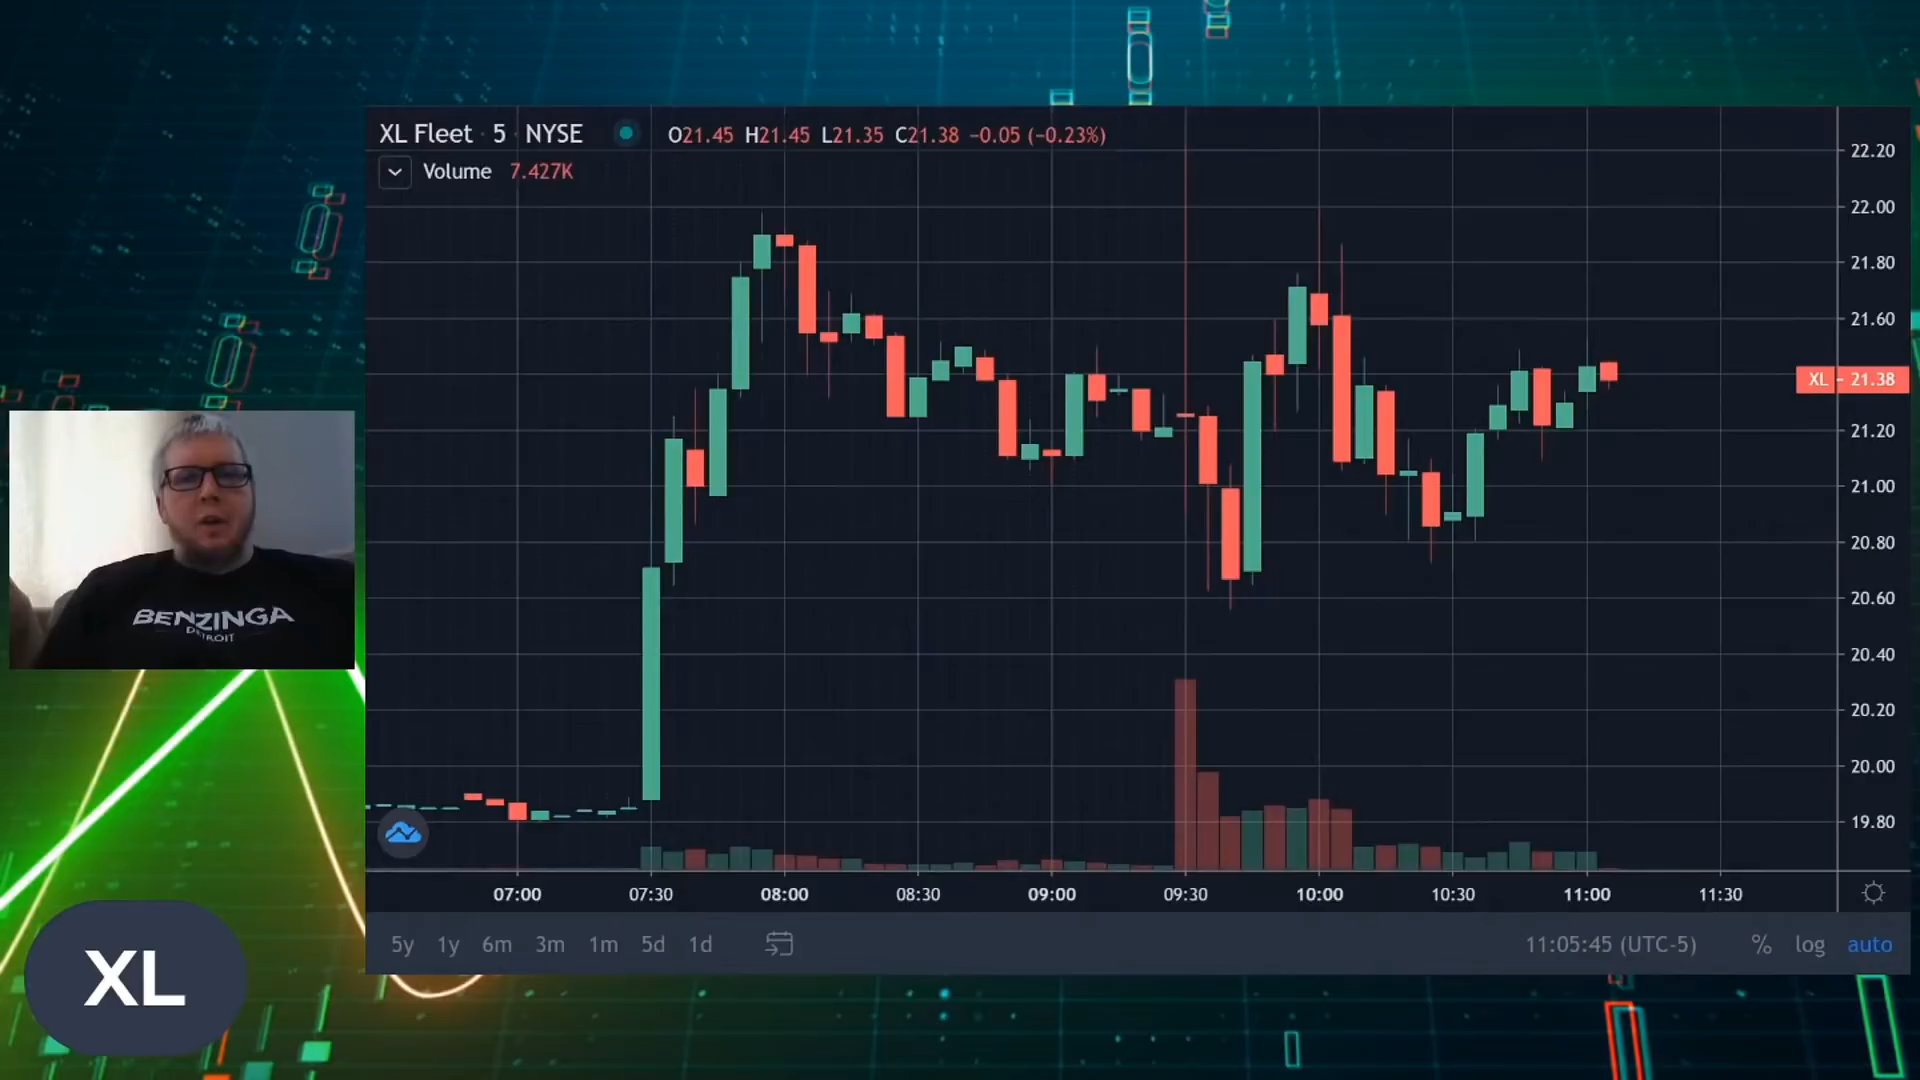 XL Fleet · 5 · NYSE O21.45 H21.45 L21.35 C21.38 −0.05 (−0.23%)
Volume 7.427K
22.20
22.00
21.80
21.60
XL 21.38
21.20
21.00
20.80
20.60
20.40
20.20
20.00
19.80
BENZINGA
DETROIT
07:00 07:30 08:00 08:30 09:00 09:30 10:00 10:30 11:00 11:30
5y 1y 6m 3m 1m 5d 1d 11:05:45 (UTC-5) % log auto
XL